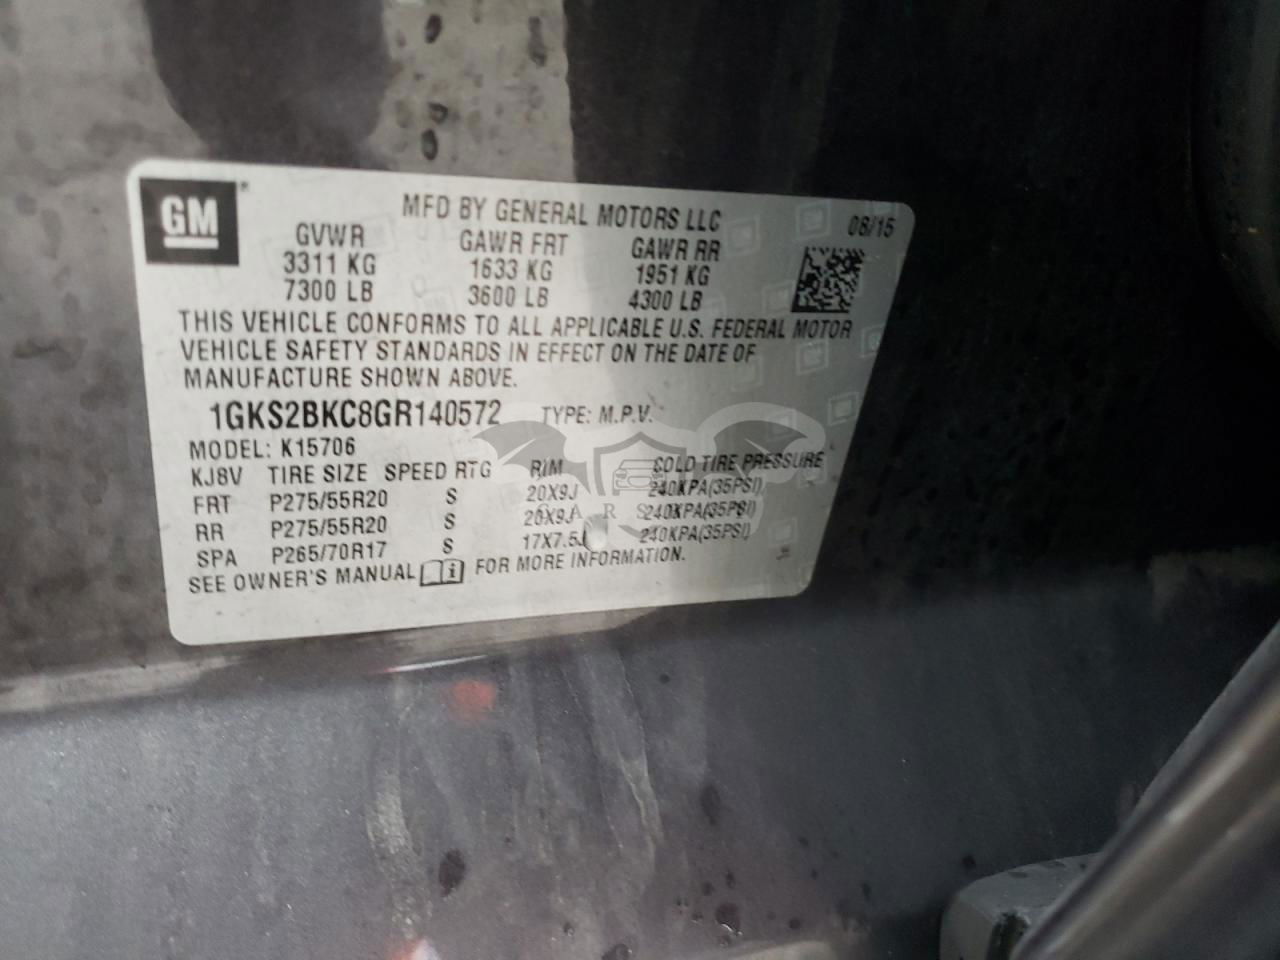 GM
MFD BY GENERAL MOTORS LLC 08/15
GVWR GAWR FRT GAWR RR
3311 KG 1633 KG 1951 KG
7300 LB 3600 LB 4300 LB
THIS VEHICLE CONFORMS TO ALL APPLICABLE U.S. FEDERAL MOTOR
VEHICLE SAFETY STANDARDS IN EFFECT ON THE DATE OF
MANUFACTURE SHOWN ABOVE.
1GKS2BKC8GR140572 TYPE: M.P.V.
MODEL: K15706
KJ8V TIRE SIZE SPEED RTG RIM COLD TIRE PRESSURE
FRT P275/55R20 S 20X9J 240KPA(35PSI)
RR P275/55R20 S 20X9J 240KPA(35PSI)
SPA P265/70R17 S 17X7.5J 240KPA(35PSI)
SEE OWNER'S MANUAL i FOR MORE INFORMATION.